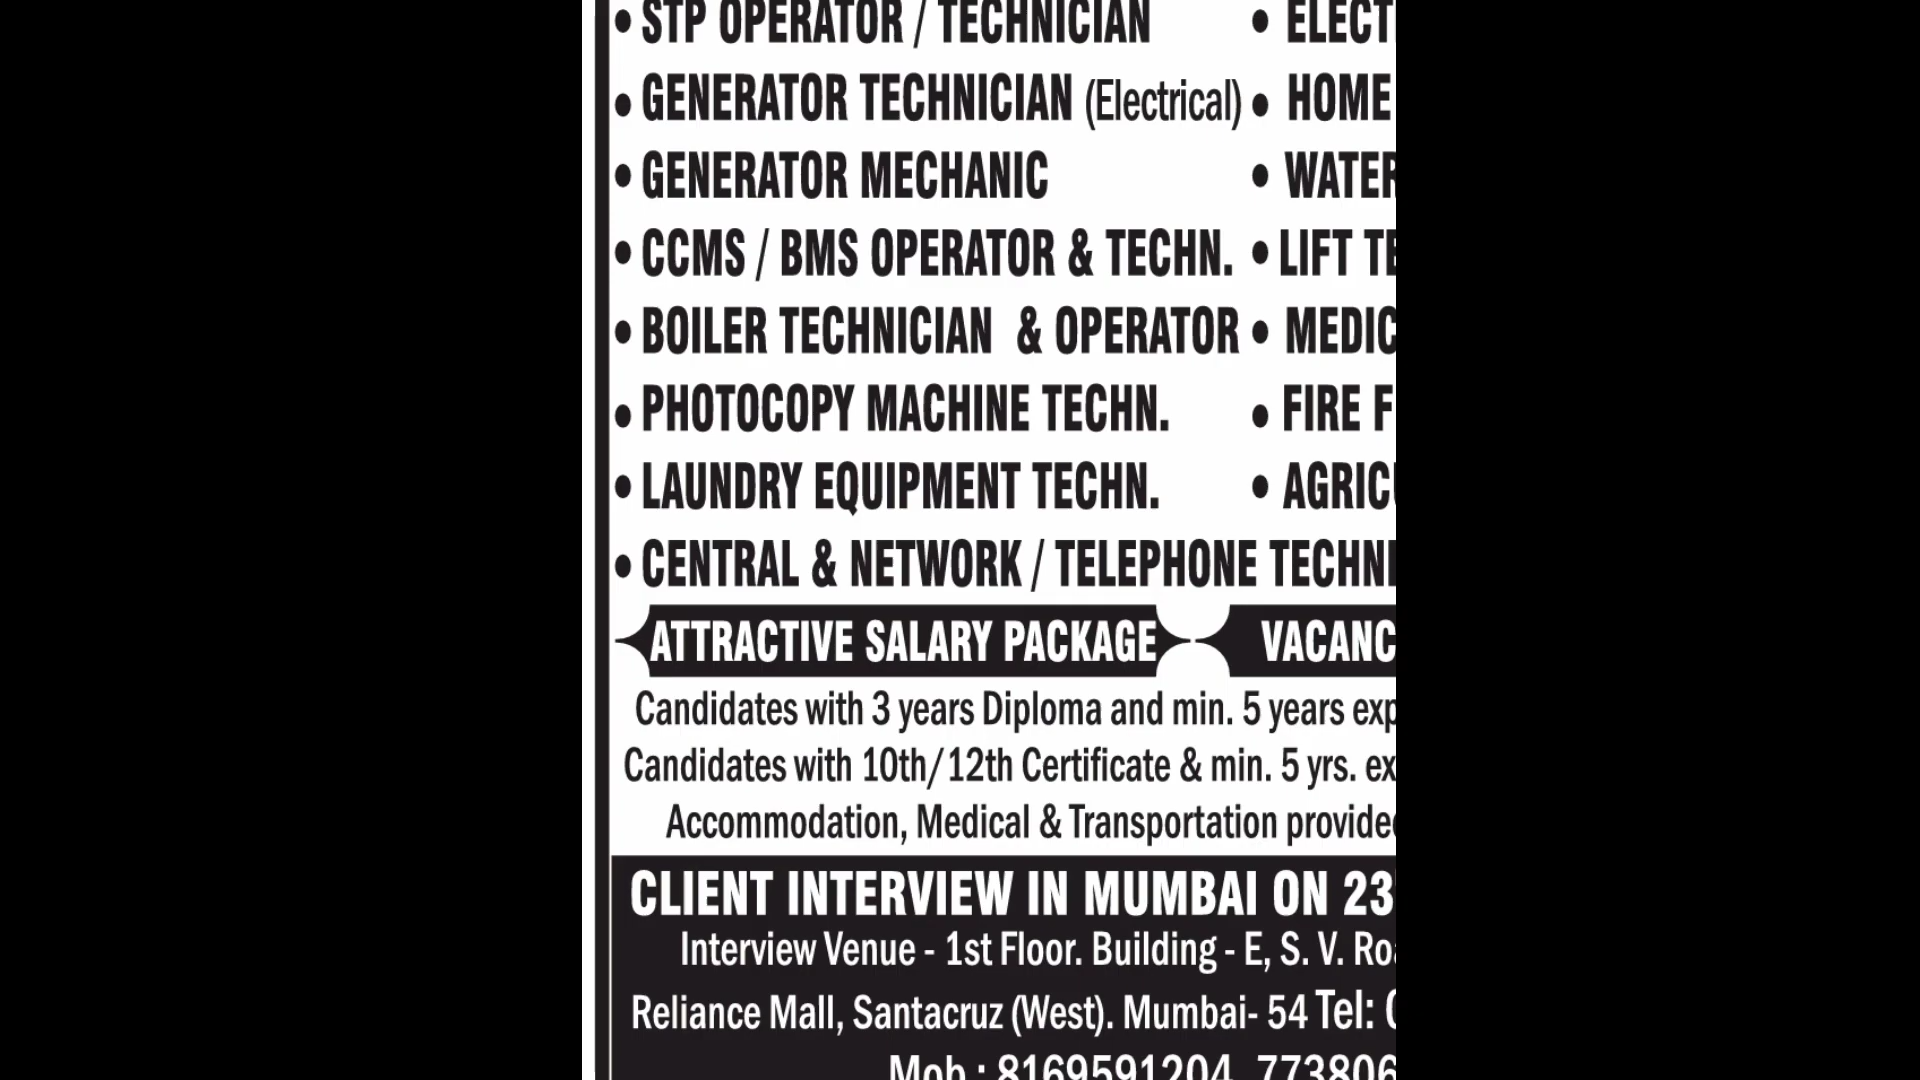 • STP OPERATOR / TECHNICIAN • ELECT
• GENERATOR TECHNICIAN (Electrical) • HOME
• GENERATOR MECHANIC • WATER
• CCMS / BMS OPERATOR & TECHN. • LIFT TE
• BOILER TECHNICIAN & OPERATOR • MEDIC
• PHOTOCOPY MACHINE TECHN. • FIRE F
• LAUNDRY EQUIPMENT TECHN. • AGRICU
• CENTRAL & NETWORK / TELEPHONE TECHNI
ATTRACTIVE SALARY PACKAGE VACANC
Candidates with 3 years Diploma and min. 5 years exp
Candidates with 10th/12th Certificate & min. 5 yrs. ex
Accommodation, Medical & Transportation provided
CLIENT INTERVIEW IN MUMBAI ON 23
Interview Venue - 1st Floor. Building - E, S. V. Roa
Reliance Mall, Santacruz (West). Mumbai- 54 Tel: 0
Mob : 8169591204, 773806